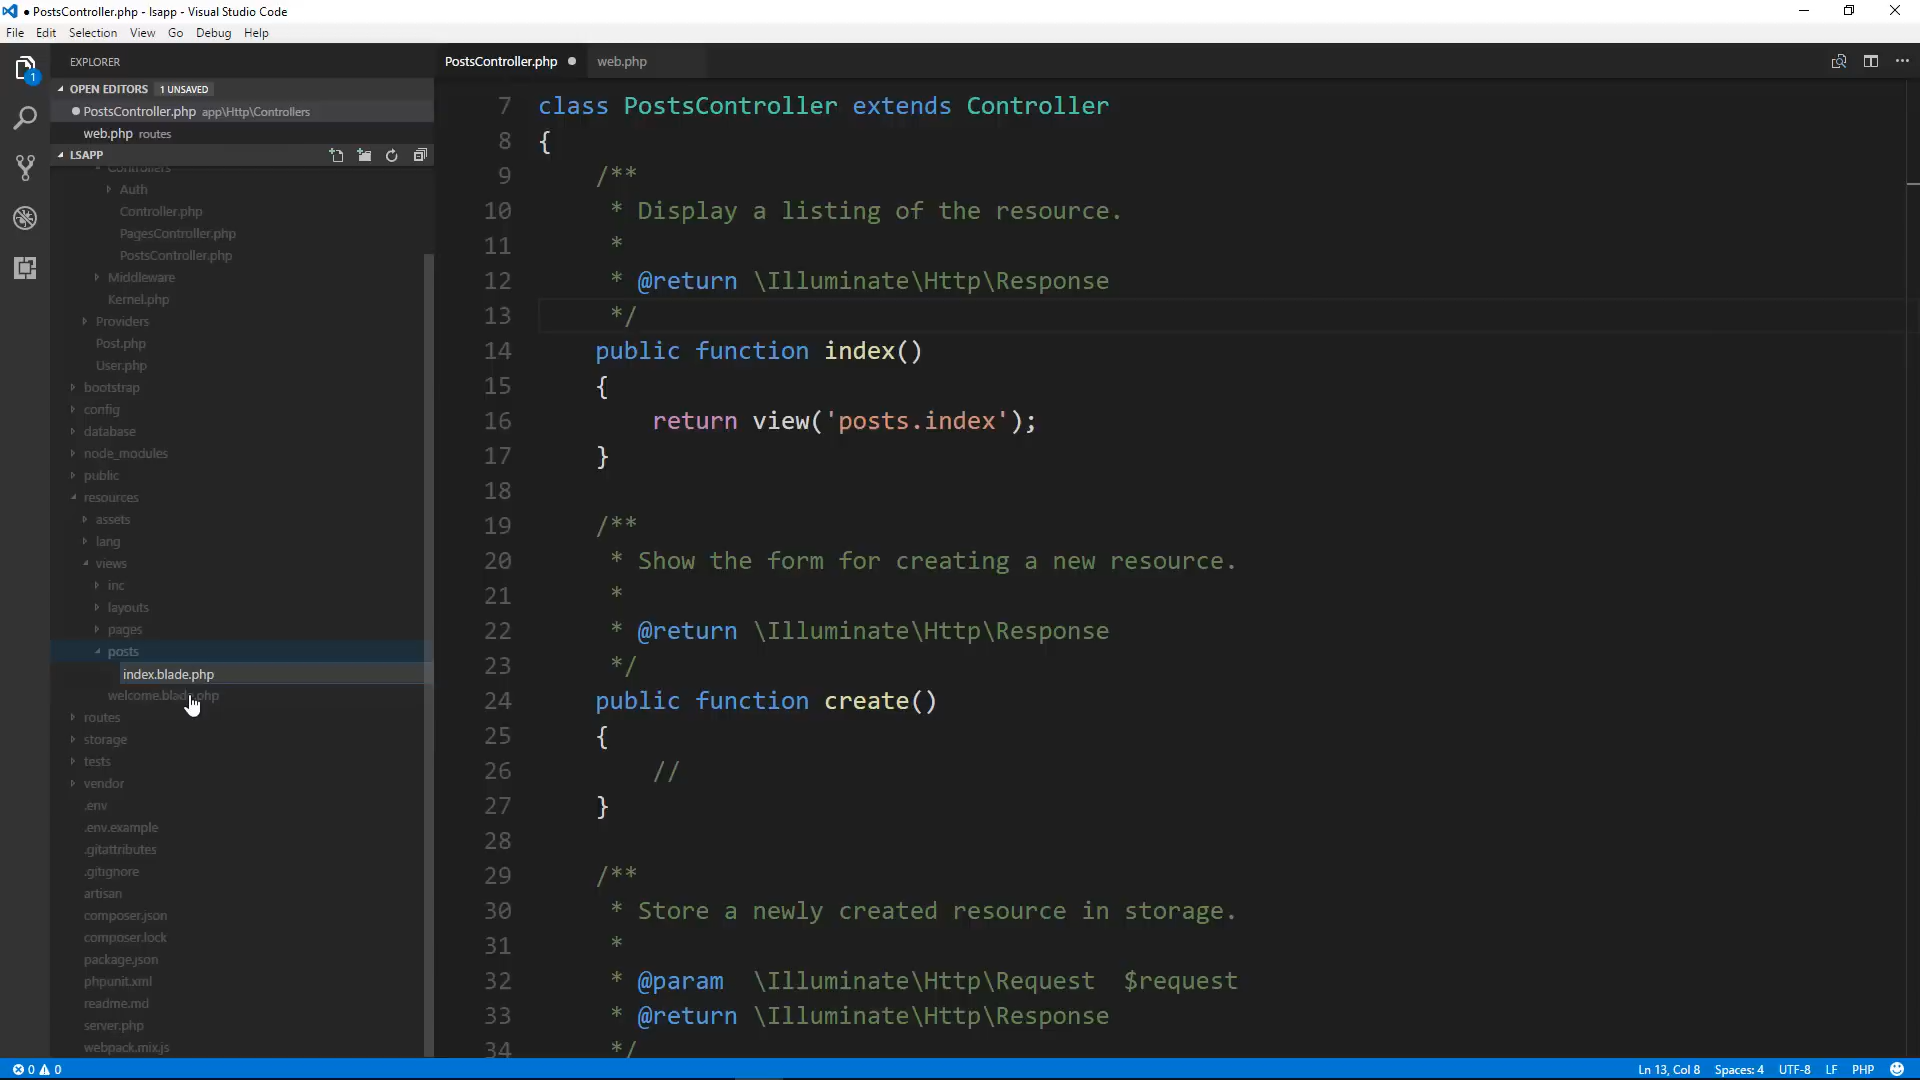 ● PostsController.php - lsapp - Visual Studio Code
File Edit Selection View Go Debug Help
EXPLORER
1
OPEN EDITORS 1 UNSAVED
PostsController.php app\Http\Controllers
web.php routes
LSAPP
Controllers
Auth
Controller.php
PagesController.php
PostsController.php
Middleware
Kernel.php
Providers
Post.php
User.php
bootstrap
config
database
node_modules
public
resources
assets
lang
views
inc
layouts
pages
posts
index.blade.php
welcome.blade.php
routes
storage
tests
vendor
.env
.env.example
.gitattributes
.gitignore
artisan
composer.json
composer.lock
package.json
phpunit.xml
readme.md
server.php
webpack.mix.js
PostsController.php ● web.php
7 class PostsController extends Controller
8 {
9 /**
10 * Display a listing of the resource.
11 *
12 * @return \Illuminate\Http\Response
13 */
14 public function index()
15 {
16 return view('posts.index');
17 }
18
19 /**
20 * Show the form for creating a new resource.
21 *
22 * @return \Illuminate\Http\Response
23 */
24 public function create()
25 {
26 //
27 }
28
29 /**
30 * Store a newly created resource in storage.
31 *
32 * @param \Illuminate\Http\Request $request
33 * @return \Illuminate\Http\Response
34 */
0 0 Ln 13, Col 8 Spaces: 4 UTF-8 LF PHP